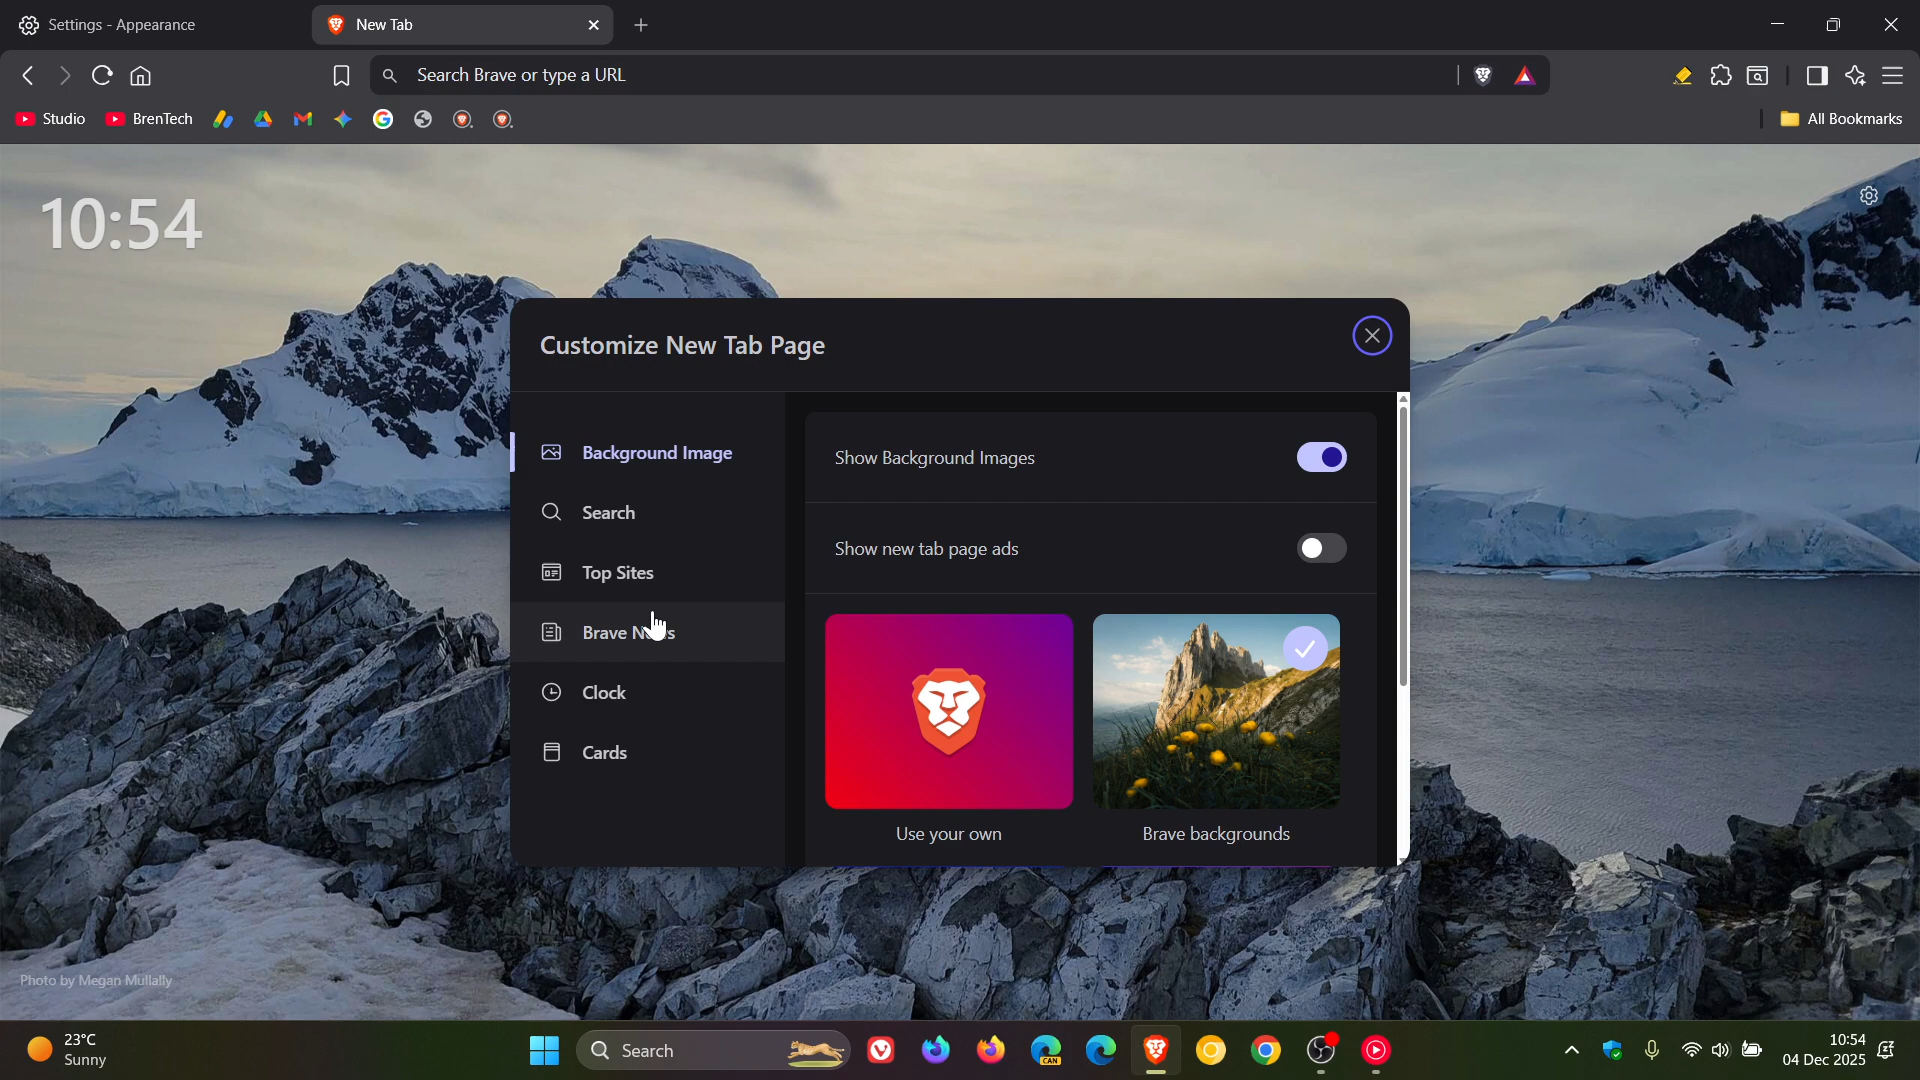 Settings - Appearance
New Tab
Search Brave or type a URL
Studio
BrenTech
All Bookmarks
10:54
Customize New Tab Page
Background Image
Search
Top Sites
Brave News
Clock
Cards
Show Background Images
Show new tab page ads
Use your own
Brave backgrounds
Photo by Megan Mullally
23°C
Sunny
Search
CAN
10:54
04 Dec 2025